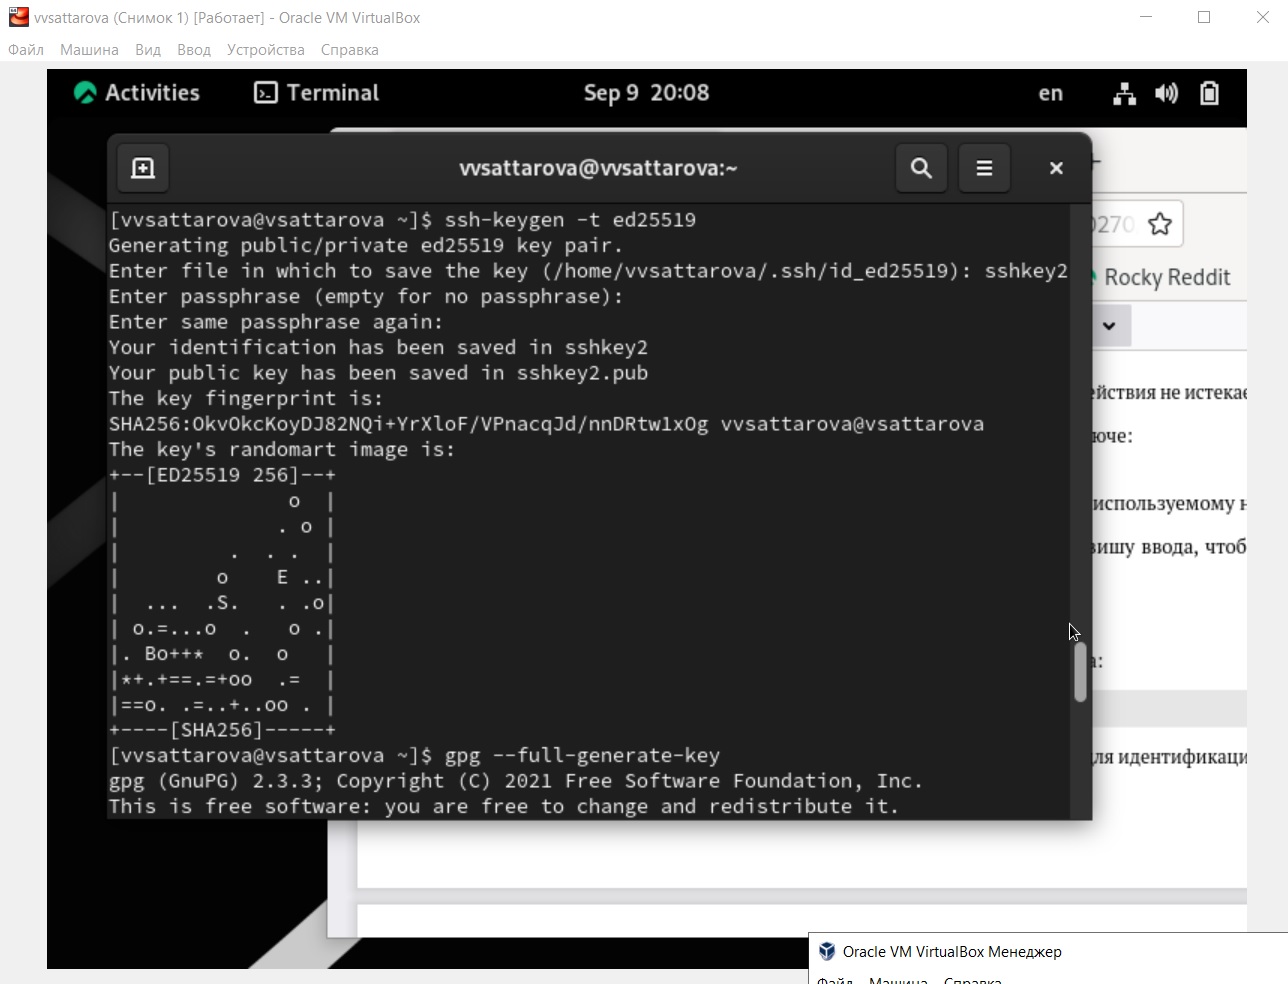 vvsattarova (Снимок 1) [Работает] - Oracle VM VirtualBox
Файл Машина Вид Ввод Устройства Справка
Activities Terminal Sep 9 20:08 en
vvsattarova@vvsattarova:~
[vvsattarova@vsattarova ~]$ ssh-keygen -t ed25519
Generating public/private ed25519 key pair.
Enter file in which to save the key (/home/vvsattarova/.ssh/id_ed25519): sshkey2
Enter passphrase (empty for no passphrase):
Enter same passphrase again:
Your identification has been saved in sshkey2
Your public key has been saved in sshkey2.pub
The key fingerprint is:
SHA256:OkvOkcKoyDJ82NQi+YrXloF/VPnacqJd/nnDRtw1xOg vvsattarova@vsattarova
The key's randomart image is:
+--[ED25519 256]--+
|              o  |
|             . o |
|         .  . .  |
|        o    E ..|
|  ...  .S.   . .o|
| o.=...o  .   o .|
|. Bo++*  o.  o   |
|*+.+==.=+oo  .=  |
|==o. .=..+..oo . |
+----[SHA256]-----+
[vvsattarova@vsattarova ~]$ gpg --full-generate-key
gpg (GnuPG) 2.3.3; Copyright (C) 2021 Free Software Foundation, Inc.
This is free software: you are free to change and redistribute it.
270
Rocky Reddit
ействия не истекае
юче:
используемому н
вишу ввода, чтоб
а:
ля идентификаци
Oracle VM VirtualBox Менеджер
Файл Машина Справка